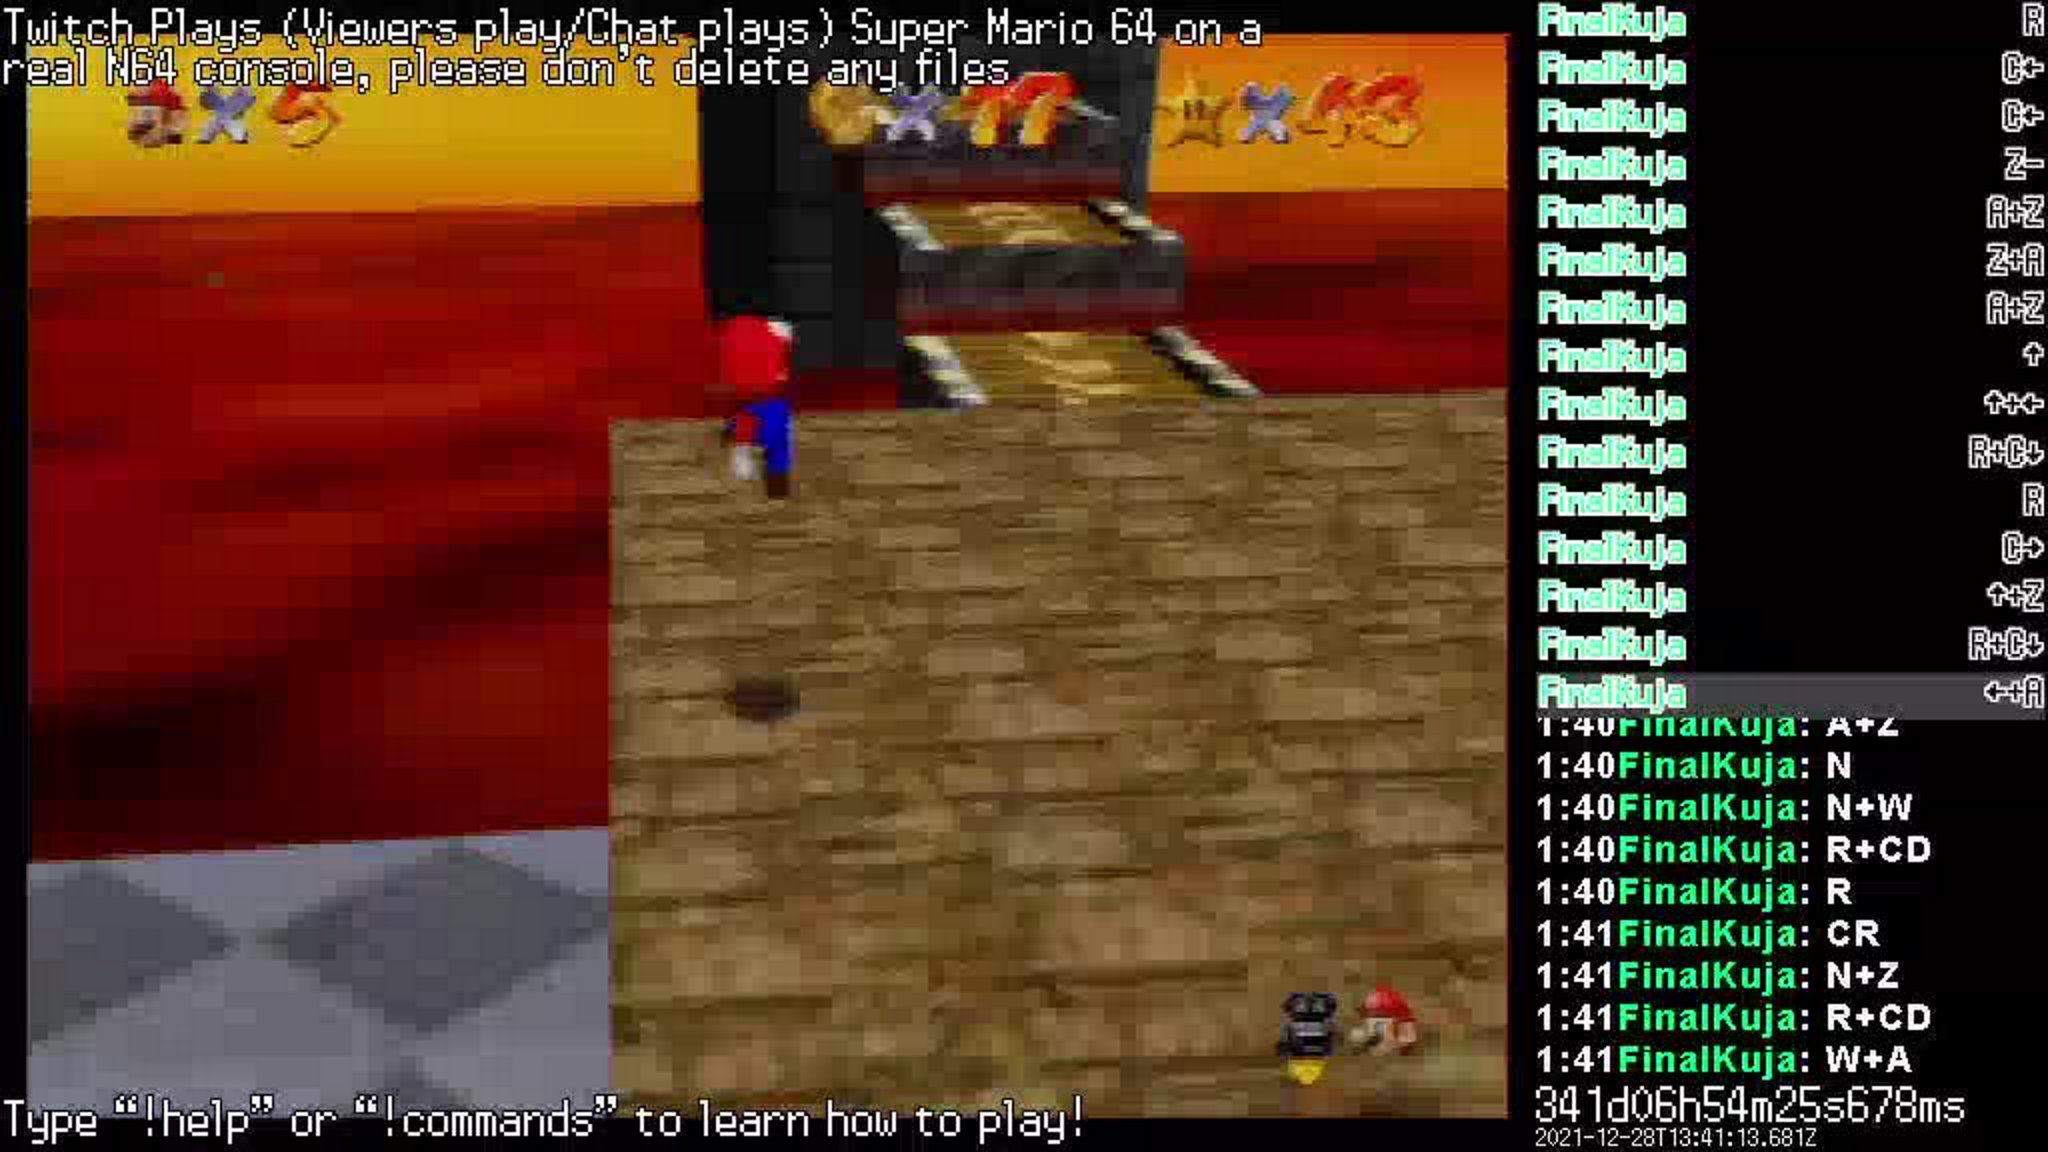 Twitch Plays (Viewers play/Chat plays) Super Mario 64 on a
real N64 console, please don't delete any files
FinalKuja R
FinalKuja C←
FinalKuja Z-
FinalKuja A+Z
FinalKuja Z+A
FinalKuja A+Z
FinalKuja ↑
FinalKuja ↑+←
FinalKuja R+C↓
FinalKuja R
FinalKuja C→
FinalKuja ↑+Z
FinalKuja R+C↓
FinalKuja ←+A
1:40FinalKuja: A+Z
1:40FinalKuja: N
1:40FinalKuja: N+W
1:40FinalKuja: R+CD
1:40FinalKuja: R
1:41FinalKuja: CR
1:41FinalKuja: N+Z
1:41FinalKuja: R+CD
1:41FinalKuja: W+A
341d06h54m25s678ms
2021-12-28T13:41:13.681Z
Type “!help” or “!commands” to learn how to play!